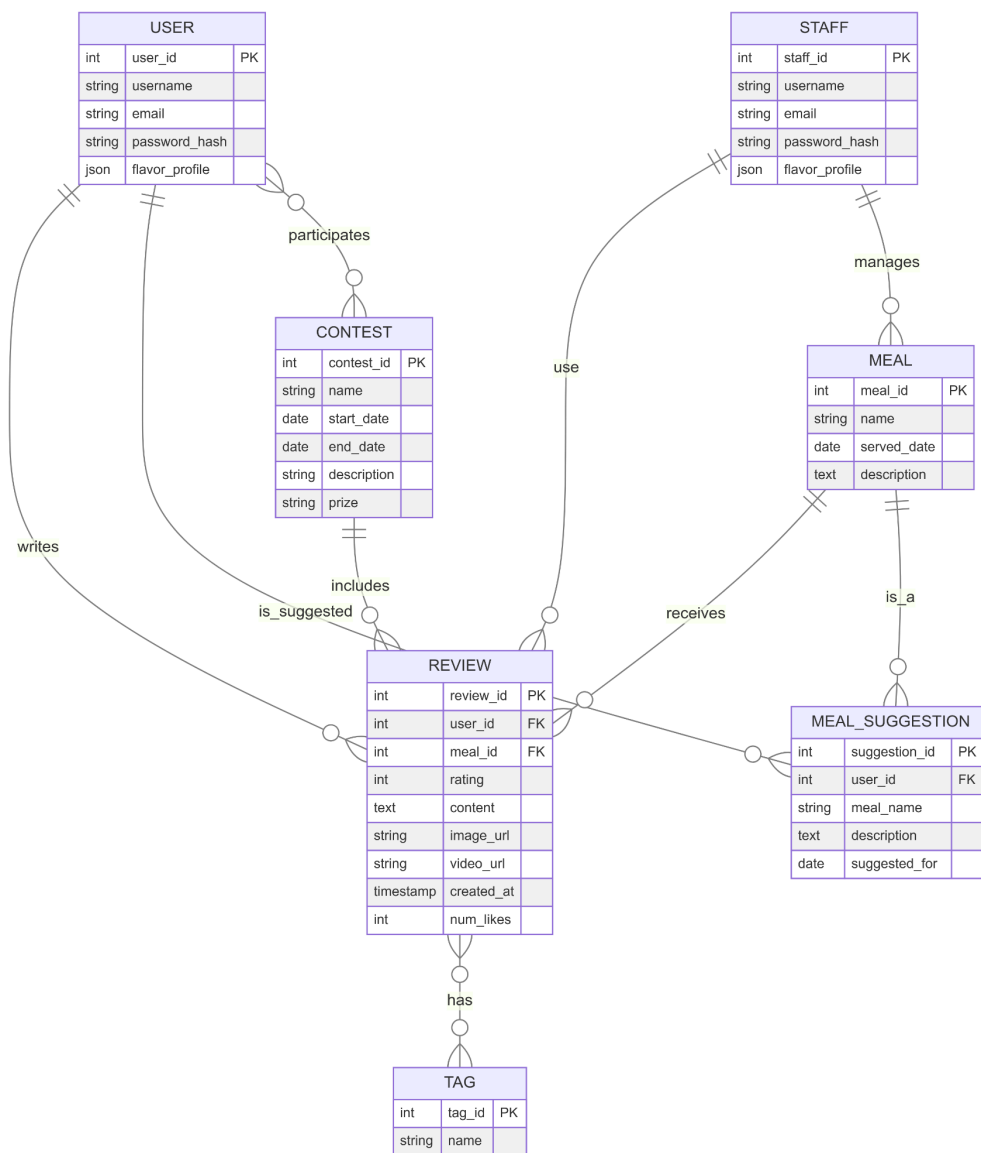 USER
int user_id PK
string username
string email
string password_hash
json flavor_profile
STAFF
int staff_id PK
string username
string email
string password_hash
json flavor_profile
participates
manages
CONTEST
int contest_id PK
string name
date start_date
date end_date
string description
string prize
use
MEAL
int meal_id PK
string name
date served_date
text description
writes
includes
is_suggested
receives
is_a
REVIEW
int review_id PK
int user_id FK
int meal_id FK
int rating
text content
string image_url
string video_url
timestamp created_at
int num_likes
MEAL_SUGGESTION
int suggestion_id PK
int user_id FK
string meal_name
text description
date suggested_for
has
TAG
int tag_id PK
string name